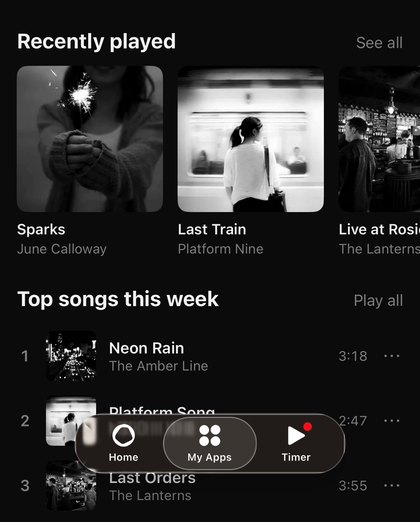 Recently played
See all
Sparks
June Calloway
Last Train
Platform Nine
Live at Rosie
The Lanterns
Top songs this week
Play all
1
Neon Rain
The Amber Line
3:18
2
Platform Song
2:47
3
Last Orders
The Lanterns
3:55
Home
My Apps
Timer